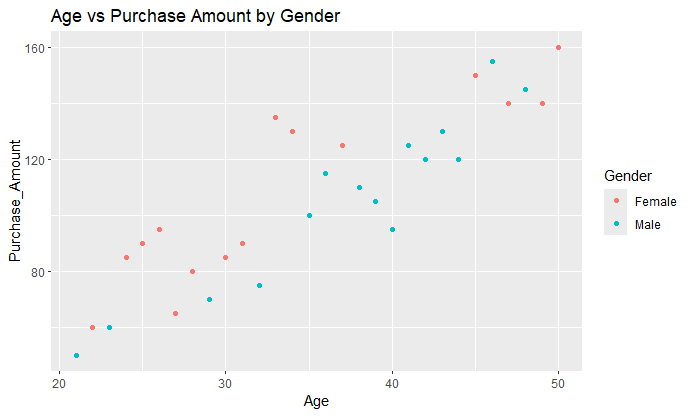 Age vs Purchase Amount by Gender
160
120
80
Purchase_Amount
20 30 40 50
Age
Gender
Female
Male